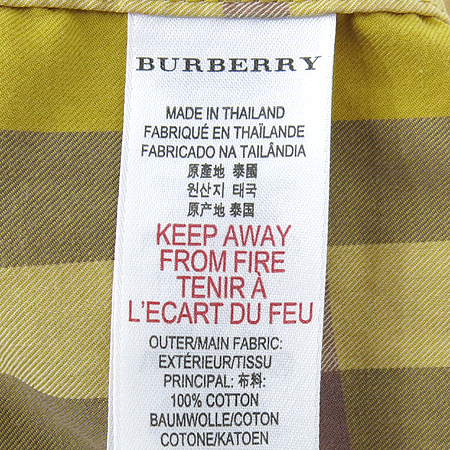 BURBERRY
MADE IN THAILAND
FABRIQUÉ EN THAÏLANDE
FABRICADO NA TAILÂNDIA
原產地 泰國
원산지 태국
原产地 泰国
KEEP AWAY
FROM FIRE
TENIR À
L'ECART DU FEU
OUTER/MAIN FABRIC:
EXTÉRIEUR/TISSU
PRINCIPAL: 布料:
100% COTTON
BAUMWOLLE/COTON
COTONE/KATOEN